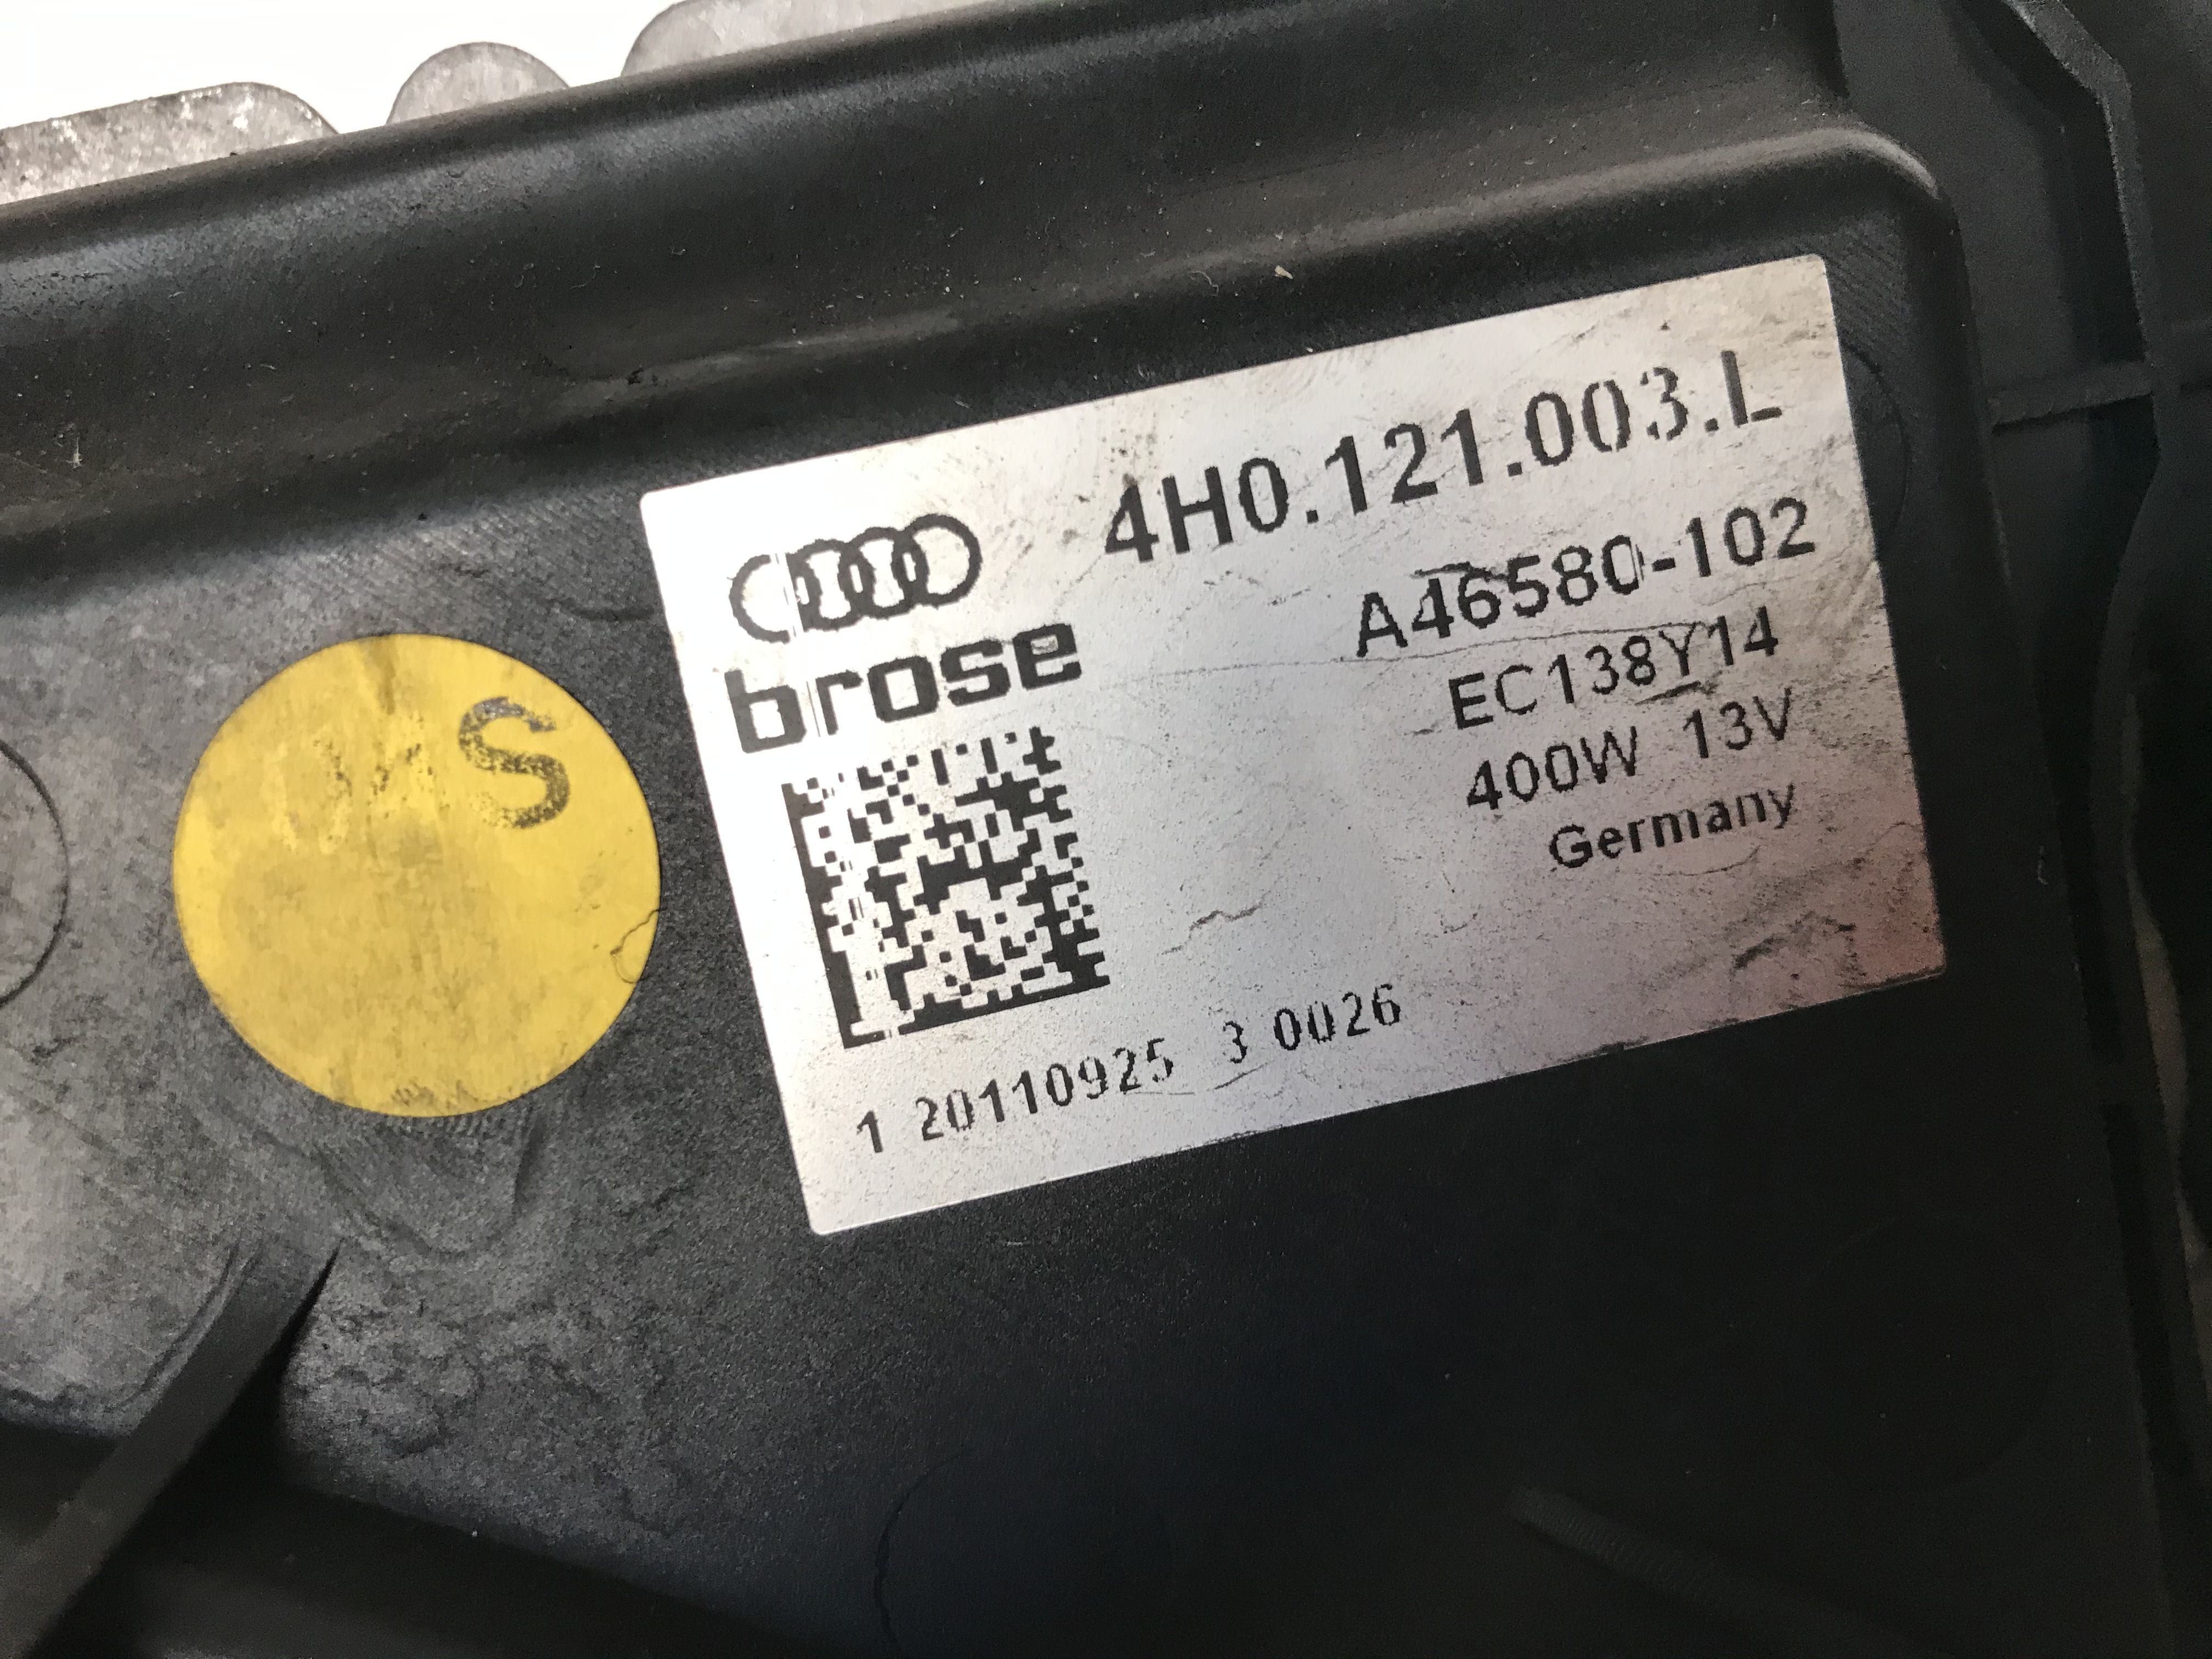 4H0.121.003.L
brose
A46580-102
EC138Y14
400W 13V
Germany
1 20110925 3 0026
S